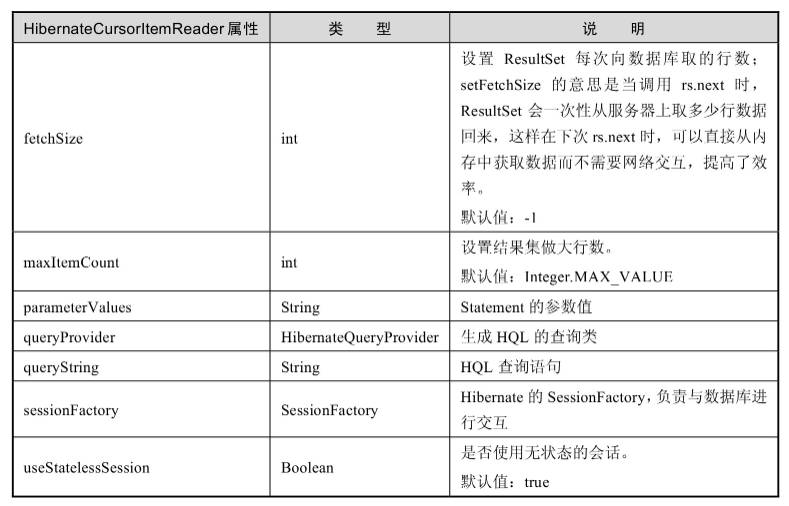 HibernateCursorItemReader 属性 类 型 说 明
fetchSize int 设置 ResultSet 每次向数据库取的行数；
setFetchSize 的意思是当调用 rs.next 时，
ResultSet 会一次性从服务器上取多少行数据
回来，这样在下次 rs.next 时，可以直接从内
存中获取数据而不需要网络交互，提高了效
率。
默认值：-1
maxItemCount int 设置结果集做大行数。
默认值：Integer.MAX_VALUE
parameterValues String Statement 的参数值
queryProvider HibernateQueryProvider 生成 HQL 的查询类
queryString String HQL 查询语句
sessionFactory SessionFactory Hibernate 的 SessionFactory，负责与数据库进
行交互
useStatelessSession Boolean 是否使用无状态的会话。
默认值：true